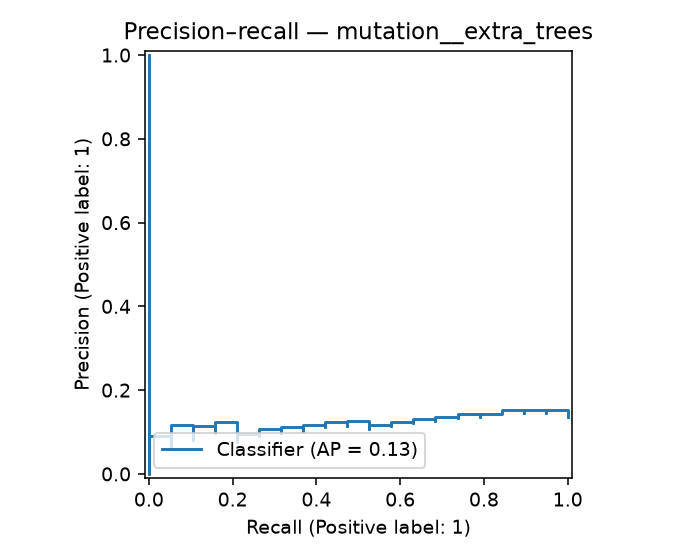 Precision–recall — mutation__extra_trees
Precision (Positive label: 1)
1.0
0.8
0.6
0.4
0.2
0.0
Classifier (AP = 0.13)
0.0 0.2 0.4 0.6 0.8 1.0
Recall (Positive label: 1)